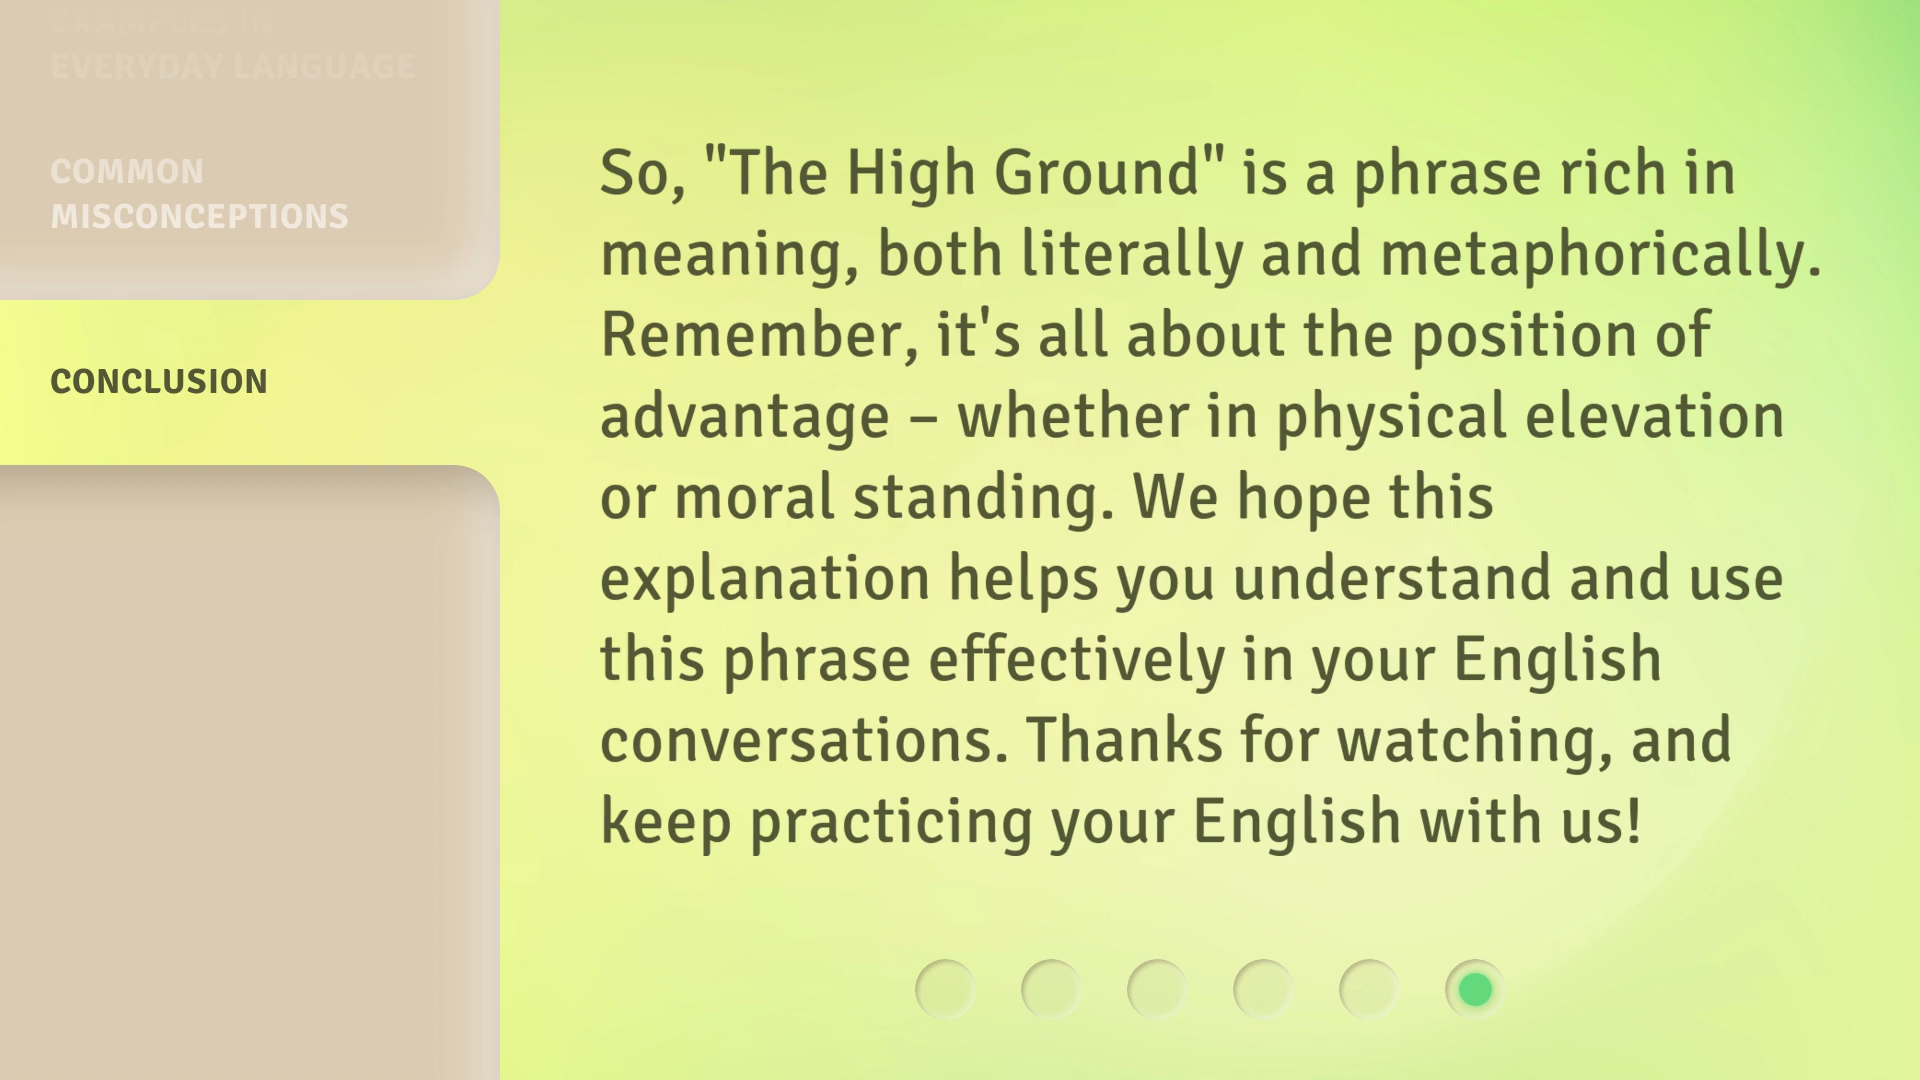 EXAMPLES IN
EVERYDAY LANGUAGE
COMMON
MISCONCEPTIONS
CONCLUSION
So, "The High Ground" is a phrase rich in
meaning, both literally and metaphorically.
Remember, it's all about the position of
advantage – whether in physical elevation
or moral standing. We hope this
explanation helps you understand and use
this phrase effectively in your English
conversations. Thanks for watching, and
keep practicing your English with us!